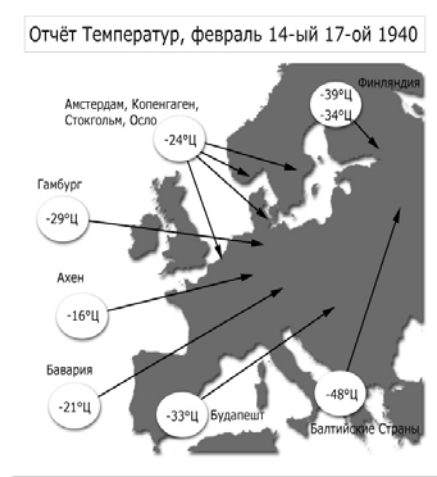 Отчёт Температур, февраль 14-ый 17-ой 1940
Финляндия
-39°Ц
-34°Ц
Амстердам, Копенгаген,
Стокгольм, Осло
-24°Ц
Гамбург
-29°Ц
Ахен
-16°Ц
Бавария
-21°Ц
-33°Ц
Будапешт
-48°Ц
Балтийские Страны